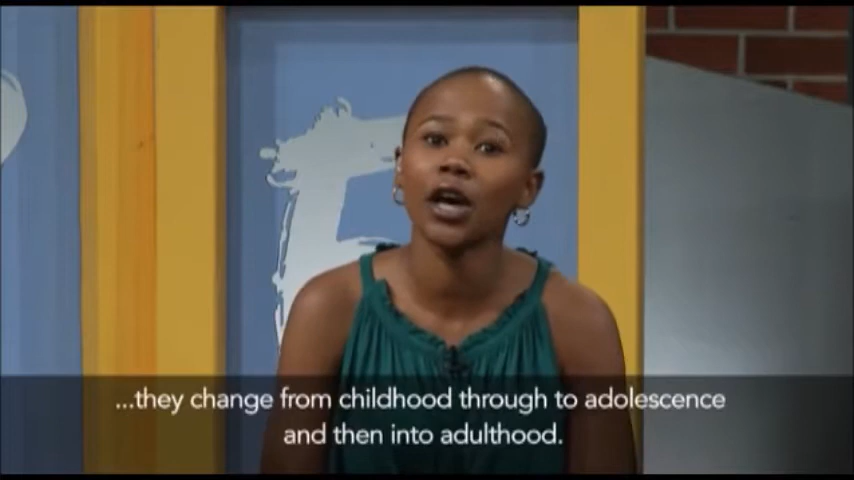 ...they change from childhood through to adolescence
and then into adulthood.